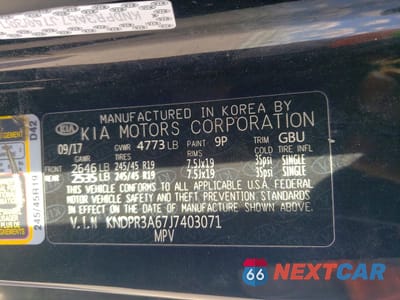 MANUFACTURED IN KOREA BY
KIA KIA MOTORS CORPORATION
09/17 GVWR 4773 LB PAINT: 9P TRIM GBU
GAWR TIRE RIMS COLD TIRE INFL
FRT 2646 LB 245/45 R19 7.5Jx19 35psi SINGLE
REAR 2535 LB 245/45 R19 7.5Jx19 35psi SINGLE
THIS VEHICLE CONFORMS TO ALL APPLICABLE
U.S. FEDERAL MOTOR VEHICLE SAFETY
AND THEFT PREVENTION STANDARDS IN
EFFECT ON THE DATE OF MANUFACTURE SHOWN ABOVE.
V.I.N KNDPR3A67J7403071
MPV
D42
245/45R19
66 NEXTCAR